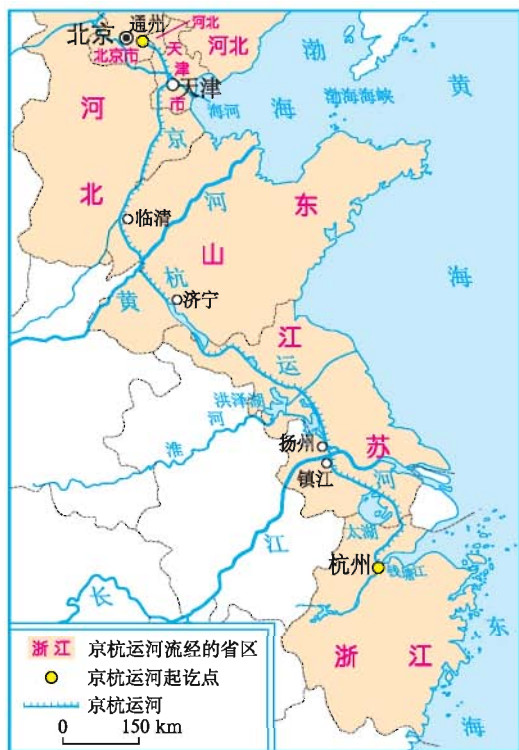 北京
通州
河北
北京市
天津市
河北
天津
海河
渤海
渤海海峡
黄海
河北
京杭运河
临清
黄河
山东
济宁
江苏
洪泽湖
淮河
扬州
镇江
太湖
长江
杭州
钱塘江
浙江
东海
浙江 京杭运河流经的省区
京杭运河起讫点
京杭运河
0 150 km